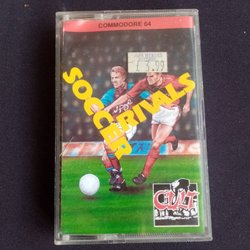 COMMODORE 64
£ 3.99
SOCCER
RIVALS
CULT